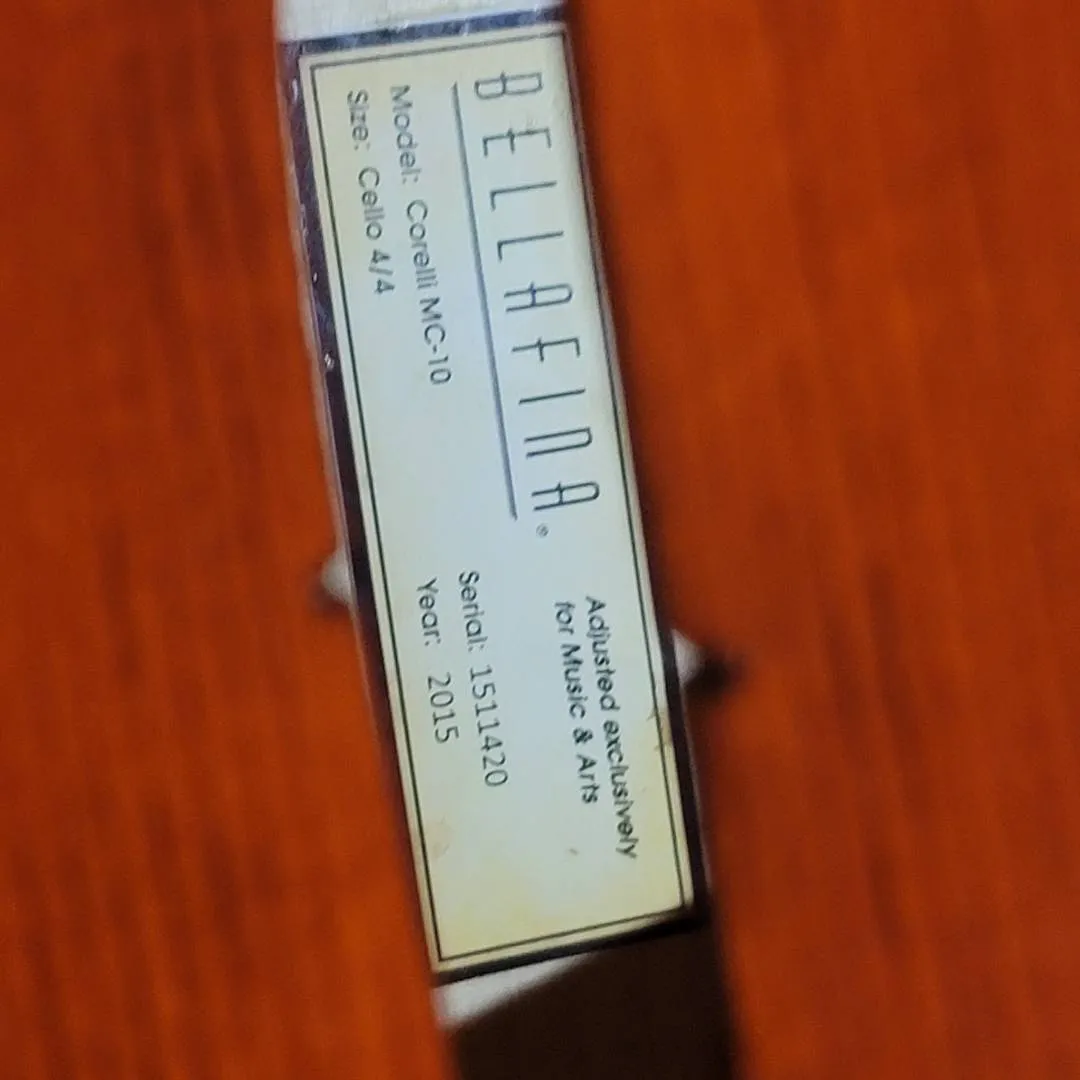 BELLAFINA®
Adjusted exclusively
for Music & Arts
Model: Corelli MC-10
Size: Cello 4/4
Serial: 1511420
Year: 2015